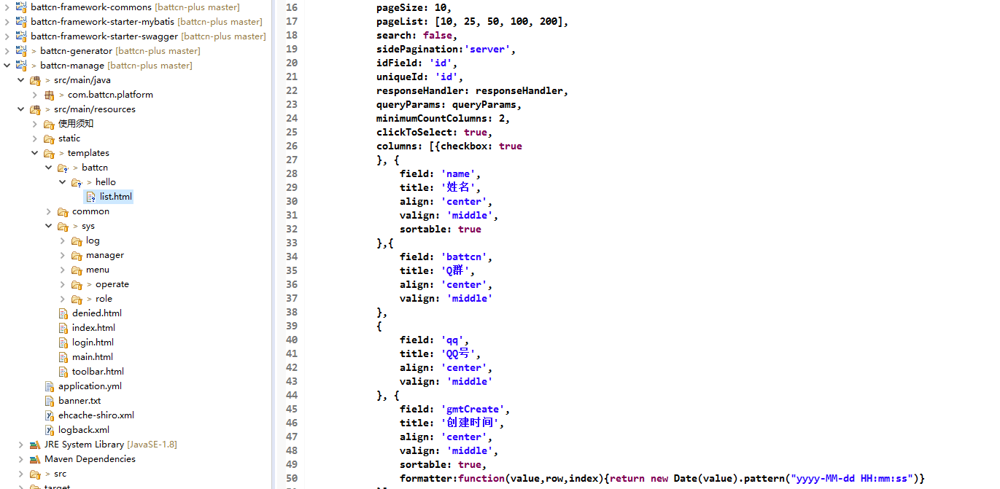 battcn-framework-commons [battcn-plus master]
battcn-framework-starter-mybatis [battcn-plus master]
battcn-framework-starter-swagger [battcn-plus master]
> battcn-generator [battcn-plus master]
> battcn-manage [battcn-plus master]
> src/main/java
> com.battcn.platform
> src/main/resources
使用须知
static
> templates
> battcn
> hello
list.html
common
> sys
log
manager
menu
> operate
> role
denied.html
index.html
login.html
main.html
toolbar.html
application.yml
banner.txt
ehcache-shiro.xml
logback.xml
JRE System Library [JavaSE-1.8]
Maven Dependencies
> src
target
16 pageSize: 10,
17 pageList: [10, 25, 50, 100, 200],
18 search: false,
19 sidePagination:'server',
20 idField: 'id',
21 uniqueId: 'id',
22 responseHandler: responseHandler,
23 queryParams: queryParams,
24 minimumCountColumns: 2,
25 clickToSelect: true,
26 columns: [{checkbox: true
27 }, {
28 field: 'name',
29 title: '姓名',
30 align: 'center',
31 valign: 'middle',
32 sortable: true
33 },{
34 field: 'battcn',
35 title: 'Q群',
36 align: 'center',
37 valign: 'middle'
38 },
39 {
40 field: 'qq',
41 title: 'QQ号',
42 align: 'center',
43 valign: 'middle'
44 }, {
45 field: 'gmtCreate',
46 title: '创建时间',
47 align: 'center',
48 valign: 'middle',
49 sortable: true,
50 formatter:function(value,row,index){return new Date(value).pattern("yyyy-MM-dd HH:mm:ss")}